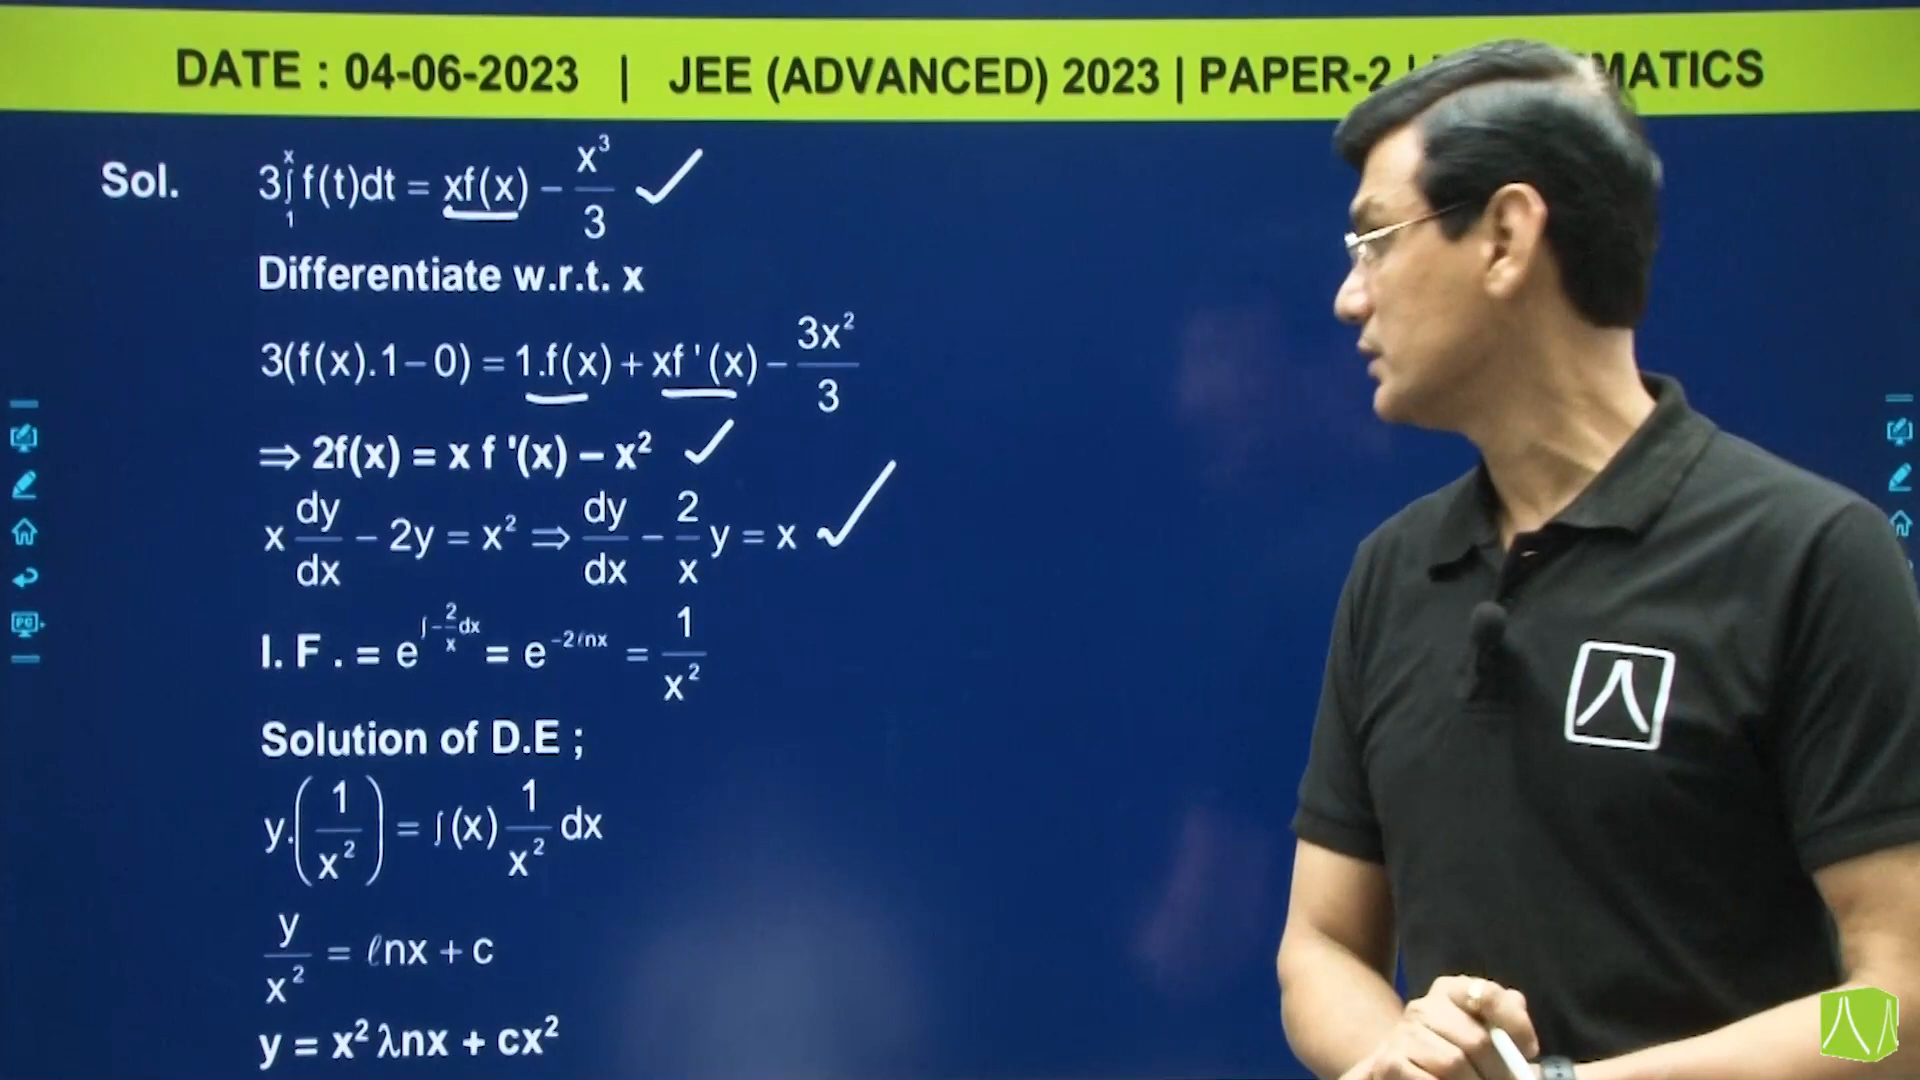 DATE : 04-06-2023 | JEE (ADVANCED) 2023 | PAPER-2 | MATICS
Sol. 3∫₁ˣ f(t)dt = xf(x) − x³/3
Differentiate w.r.t. x
3(f(x).1−0) = 1.f(x) + xf '(x) − 3x²/3
⇒ 2f(x) = x f '(x) − x²
x dy/dx − 2y = x² ⇒ dy/dx − 2/x y = x
I. F . = e^(∫−2/x dx) = e^(−2ℓnx) = 1/x²
Solution of D.E ;
y.(1/x²) = ∫(x) 1/x² dx
y/x² = ℓnx + c
y = x² λnx + cx²